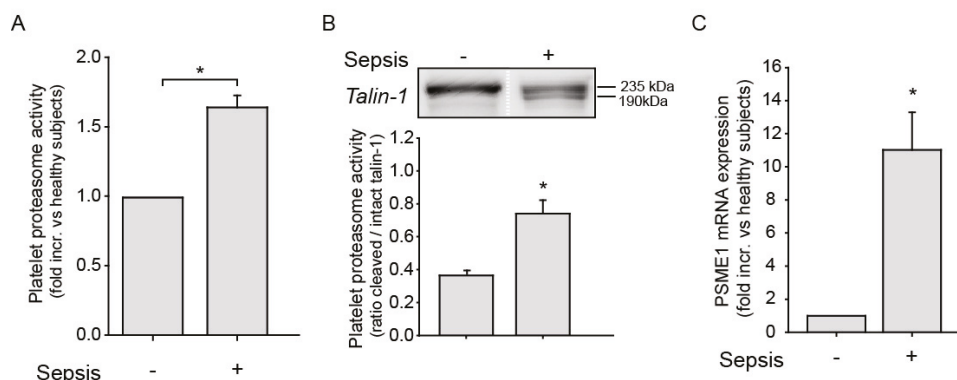 A
Platelet proteasome activity
(fold incr. vs healthy subjects)
2.0
1.5
1.0
0.5
0.0
*
Sepsis - +
B
Sepsis - +
Talin-1
235 kDa
190kDa
Platelet proteasome activity
(ratio cleaved / intact talin-1)
1.2
0.8
0.6
0.4
0.2
0.0
*
C
PSME1 mRNA expression
(fold incr. vs healthy subjects)
16
14
12
10
8
6
4
2
0
*
Sepsis - +